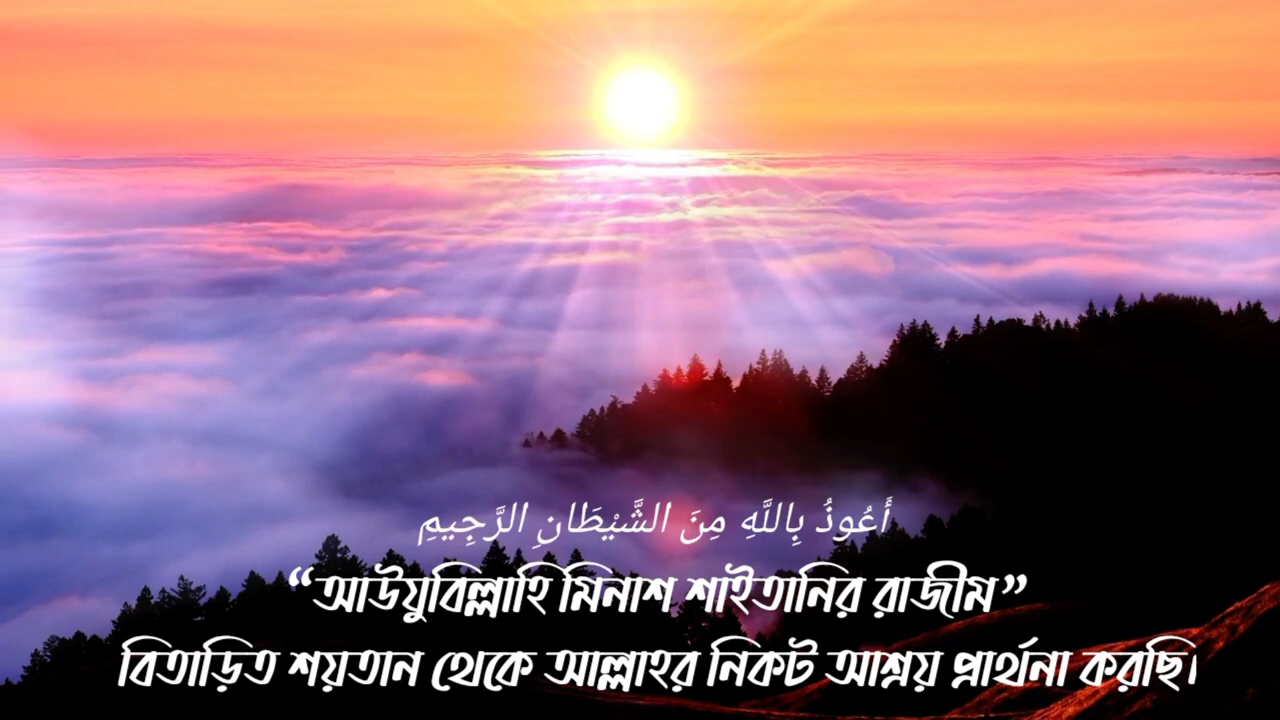 أَعُوذُ بِاللَّهِ مِنَ الشَّيْطَانِ الرَّجِيمِ
“আউযুবিল্লাহি মিনাশ শাইতানির রাজীম”
বিতাড়িত শয়তান থেকে আল্লাহর নিকট আশ্রয় প্রার্থনা করছি।